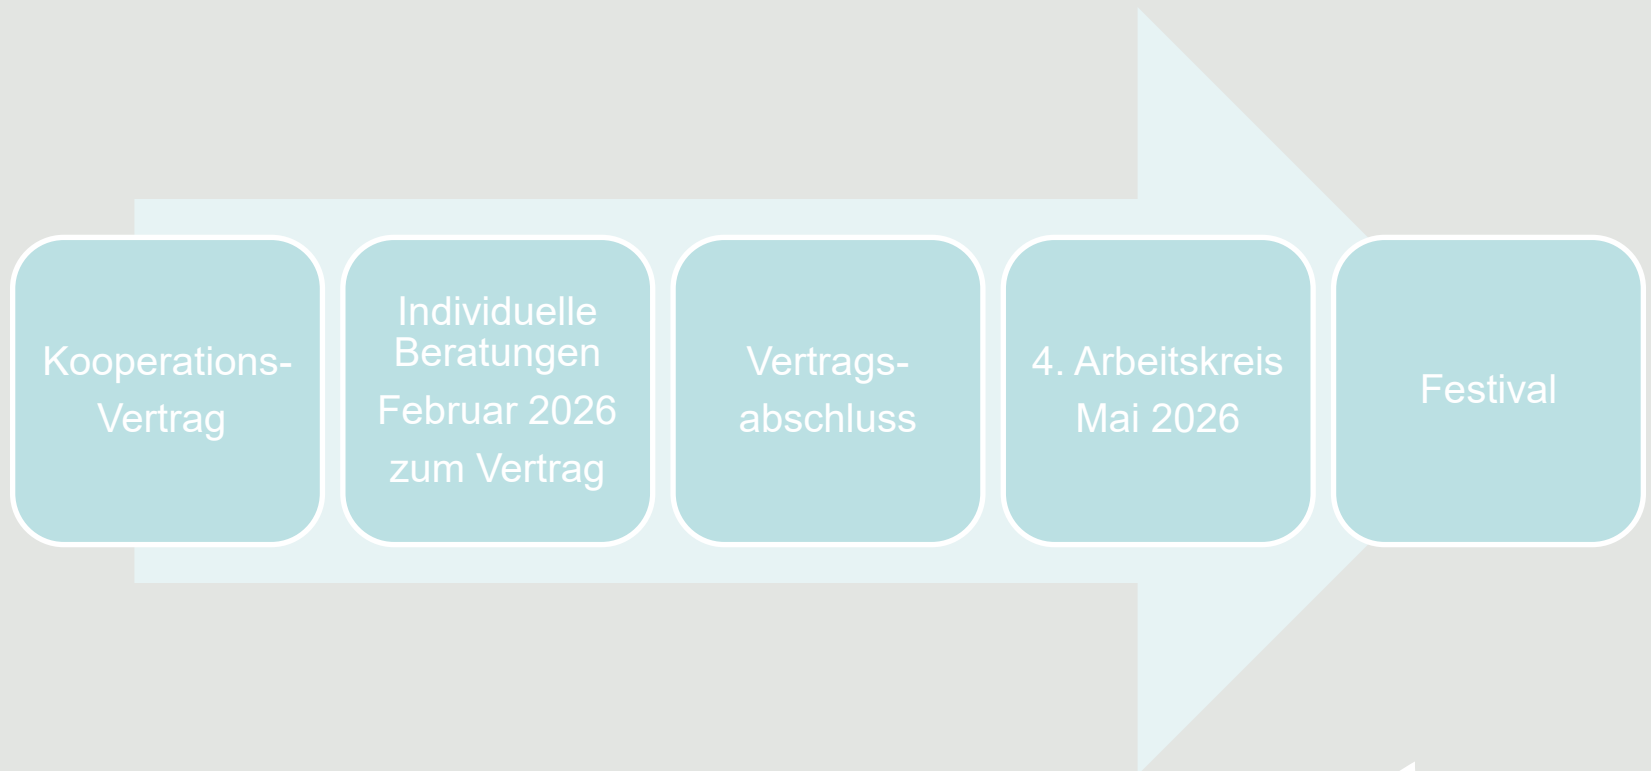 Kooperations-
Vertrag
Individuelle
Beratungen
Februar 2026
zum Vertrag
Vertrags-
abschluss
4. Arbeitskreis
Mai 2026
Festival